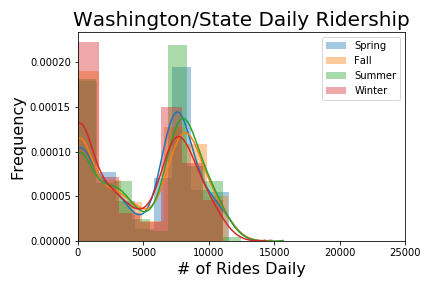 Washington/State Daily Ridership
Spring
Fall
Summer
Winter
Frequency
0.00020
0.00015
0.00010
0.00005
0.00000
0 5000 10000 15000 20000 25000
# of Rides Daily